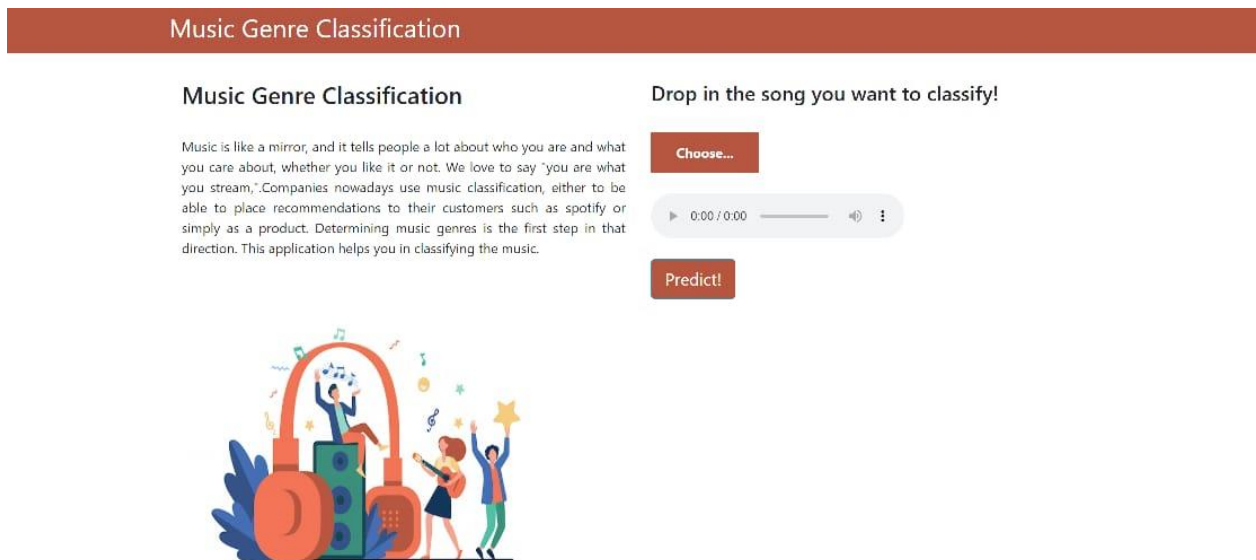 Music Genre Classification
Music Genre Classification
Music is like a mirror, and it tells people a lot about who you are and what
you care about, whether you like it or not. We love to say "you are what
you stream,".Companies nowadays use music classification, either to be
able to place recommendations to their customers such as spotify or
simply as a product. Determining music genres is the first step in that
direction. This application helps you in classifying the music.
Drop in the song you want to classify!
Choose...
0:00 / 0:00
Predict!